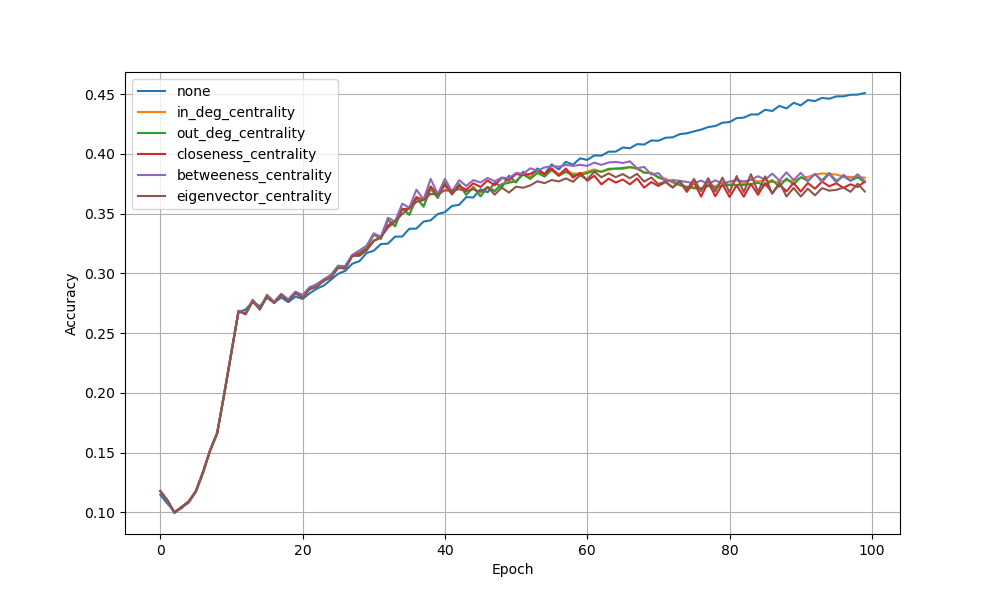 none
in_deg_centrality
out_deg_centrality
closeness_centrality
betweeness_centrality
eigenvector_centrality
0.45
0.40
0.35
0.30
0.25
0.20
0.15
0.10
Accuracy
0 20 40 60 80 100
Epoch